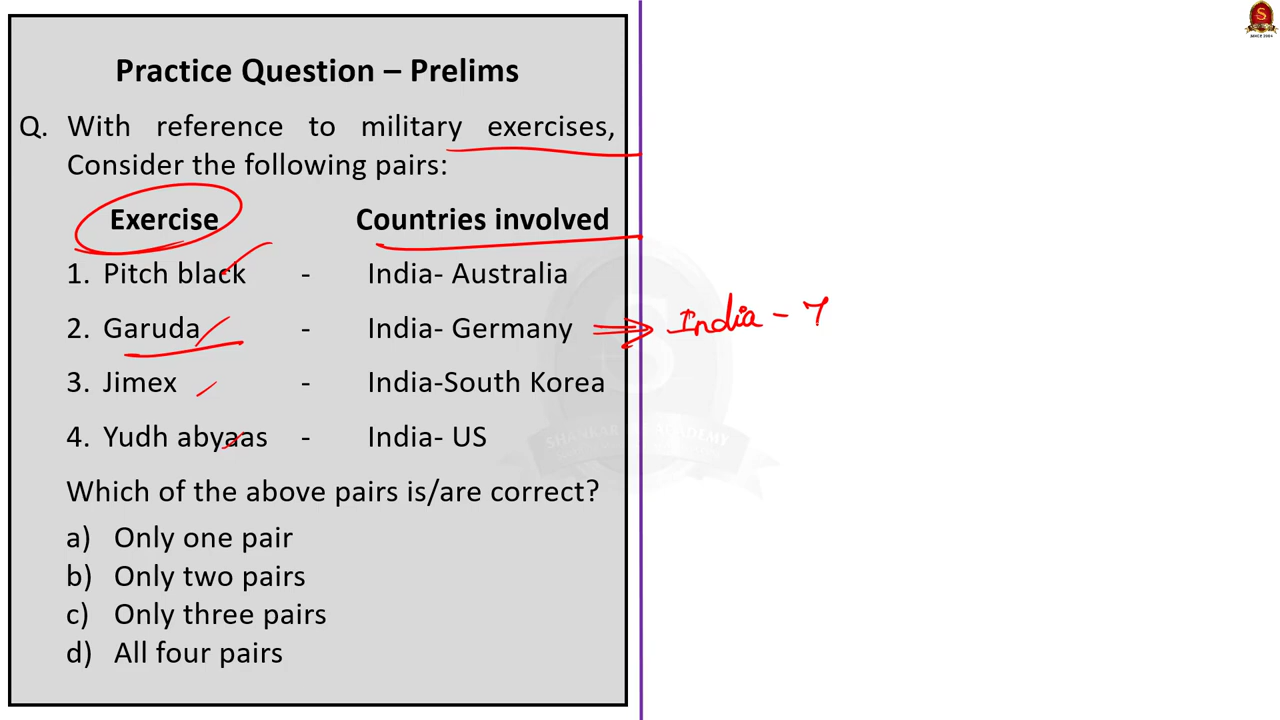 Practice Question – Prelims
Q. With reference to military exercises,
Consider the following pairs:
Exercise Countries involved
1. Pitch black - India- Australia
2. Garuda - India- Germany
India -
3. Jimex - India-South Korea
4. Yudh abyaas - India- US
Which of the above pairs is/are correct?
a) Only one pair
b) Only two pairs
c) Only three pairs
d) All four pairs
S
SINCE 2004